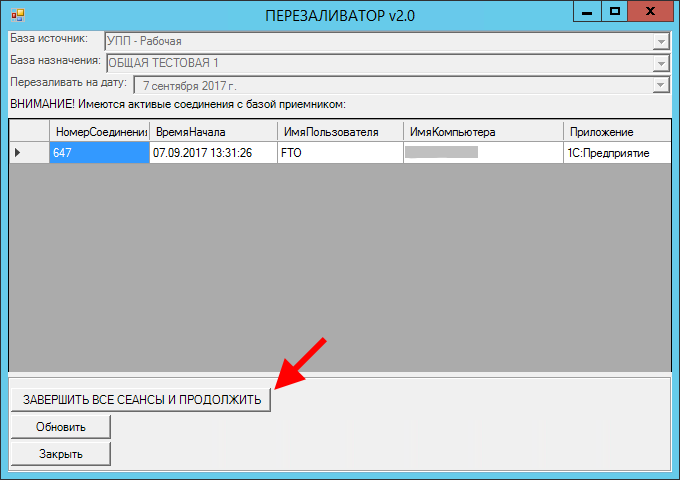 ПЕРЕЗАЛИВАТОР v2.0
База источник: УПП - Рабочая
База назначения: ОБЩАЯ ТЕСТОВАЯ 1
Перезаливать на дату: 7 сентября 2017 г.
ВНИМАНИЕ! Имеются активные соединения с базой приемником:
НомерСоединения ВремяНачала ИмяПользователя ИмяКомпьютера Приложение
647 07.09.2017 13:31:26 FTO 1С:Предприятие
ЗАВЕРШИТЬ ВСЕ СЕАНСЫ И ПРОДОЛЖИТЬ
Обновить
Закрыть